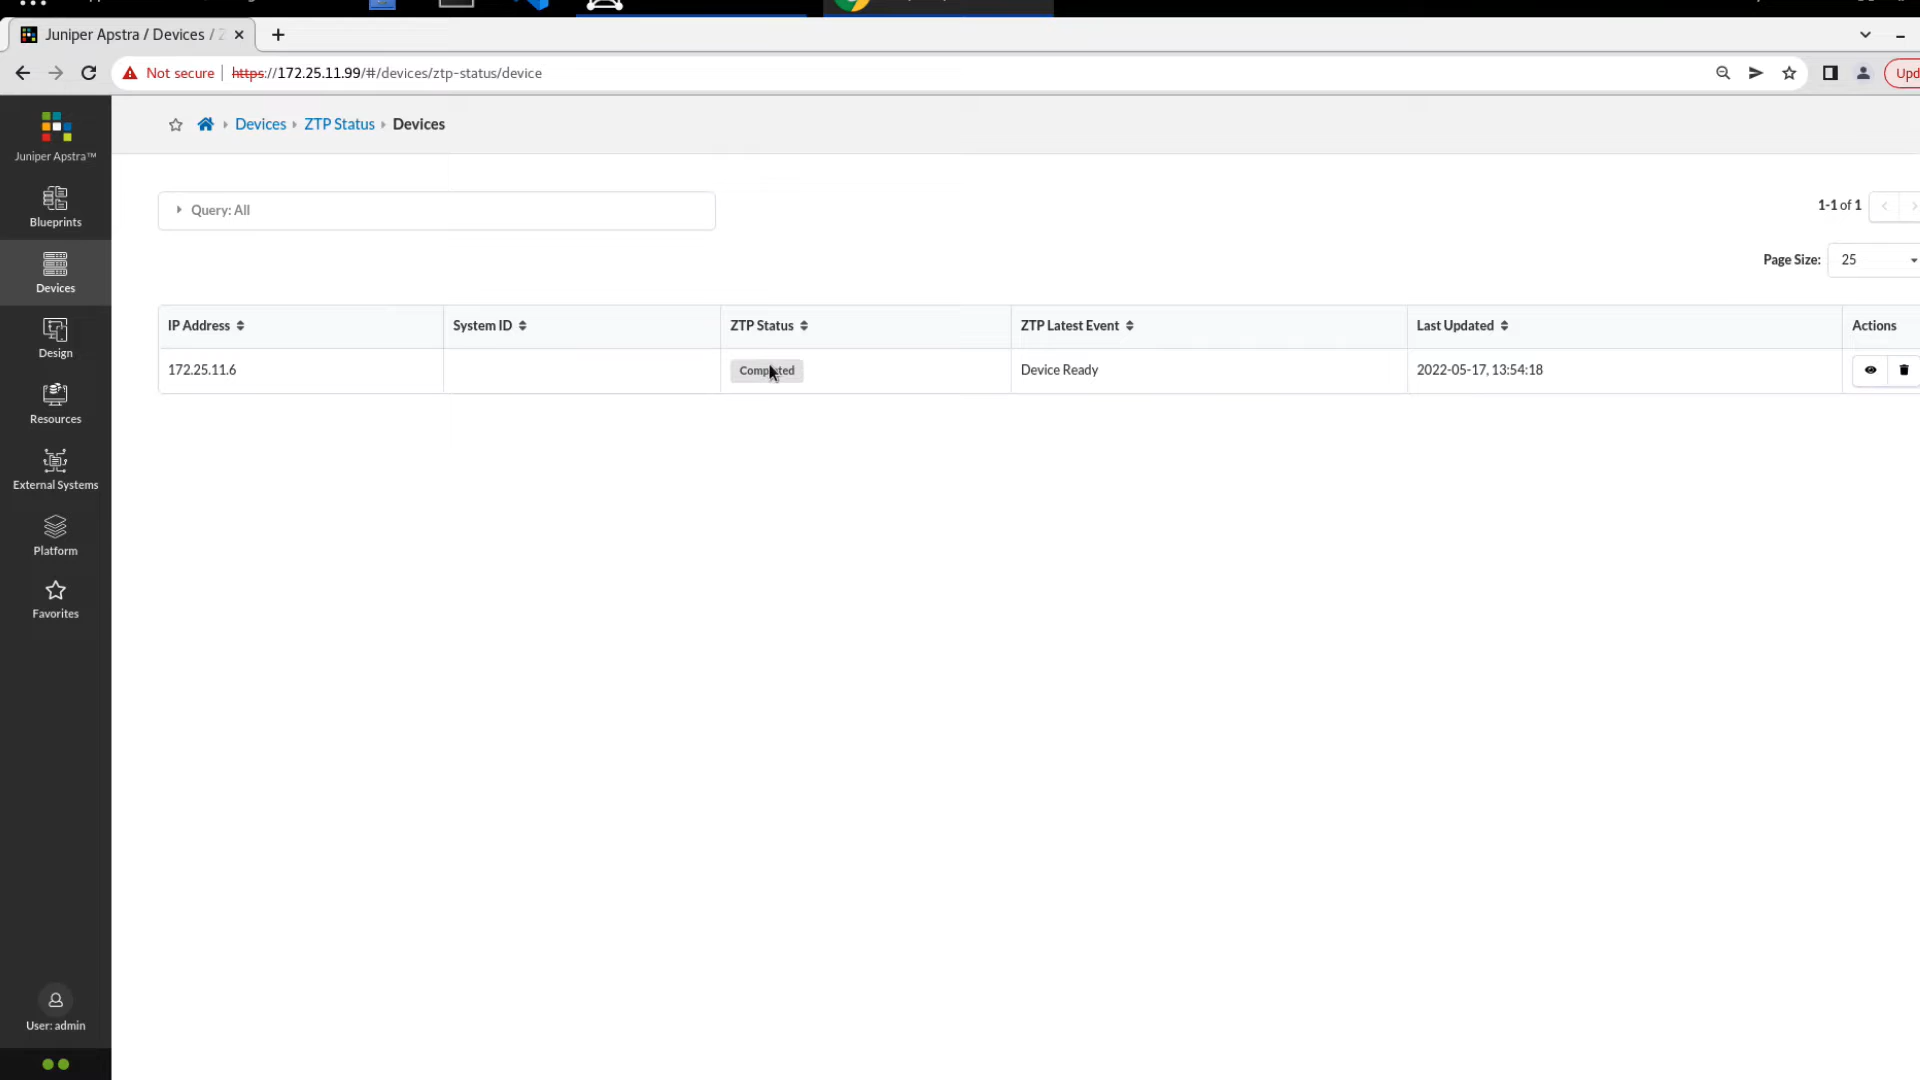 Juniper Apstra / Devices / Z
Not secure
https://172.25.11.99/#/devices/ztp-status/device
Juniper Apstra™
Devices
ZTP Status
Devices
Blueprints
Devices
Design
Resources
External Systems
Platform
Favorites
User: admin
Query: All
1-1 of 1
Page Size: 25
IP Address System ID ZTP Status ZTP Latest Event Last Updated Actions
172.25.11.6 Device Ready 2022-05-17, 13:54:18